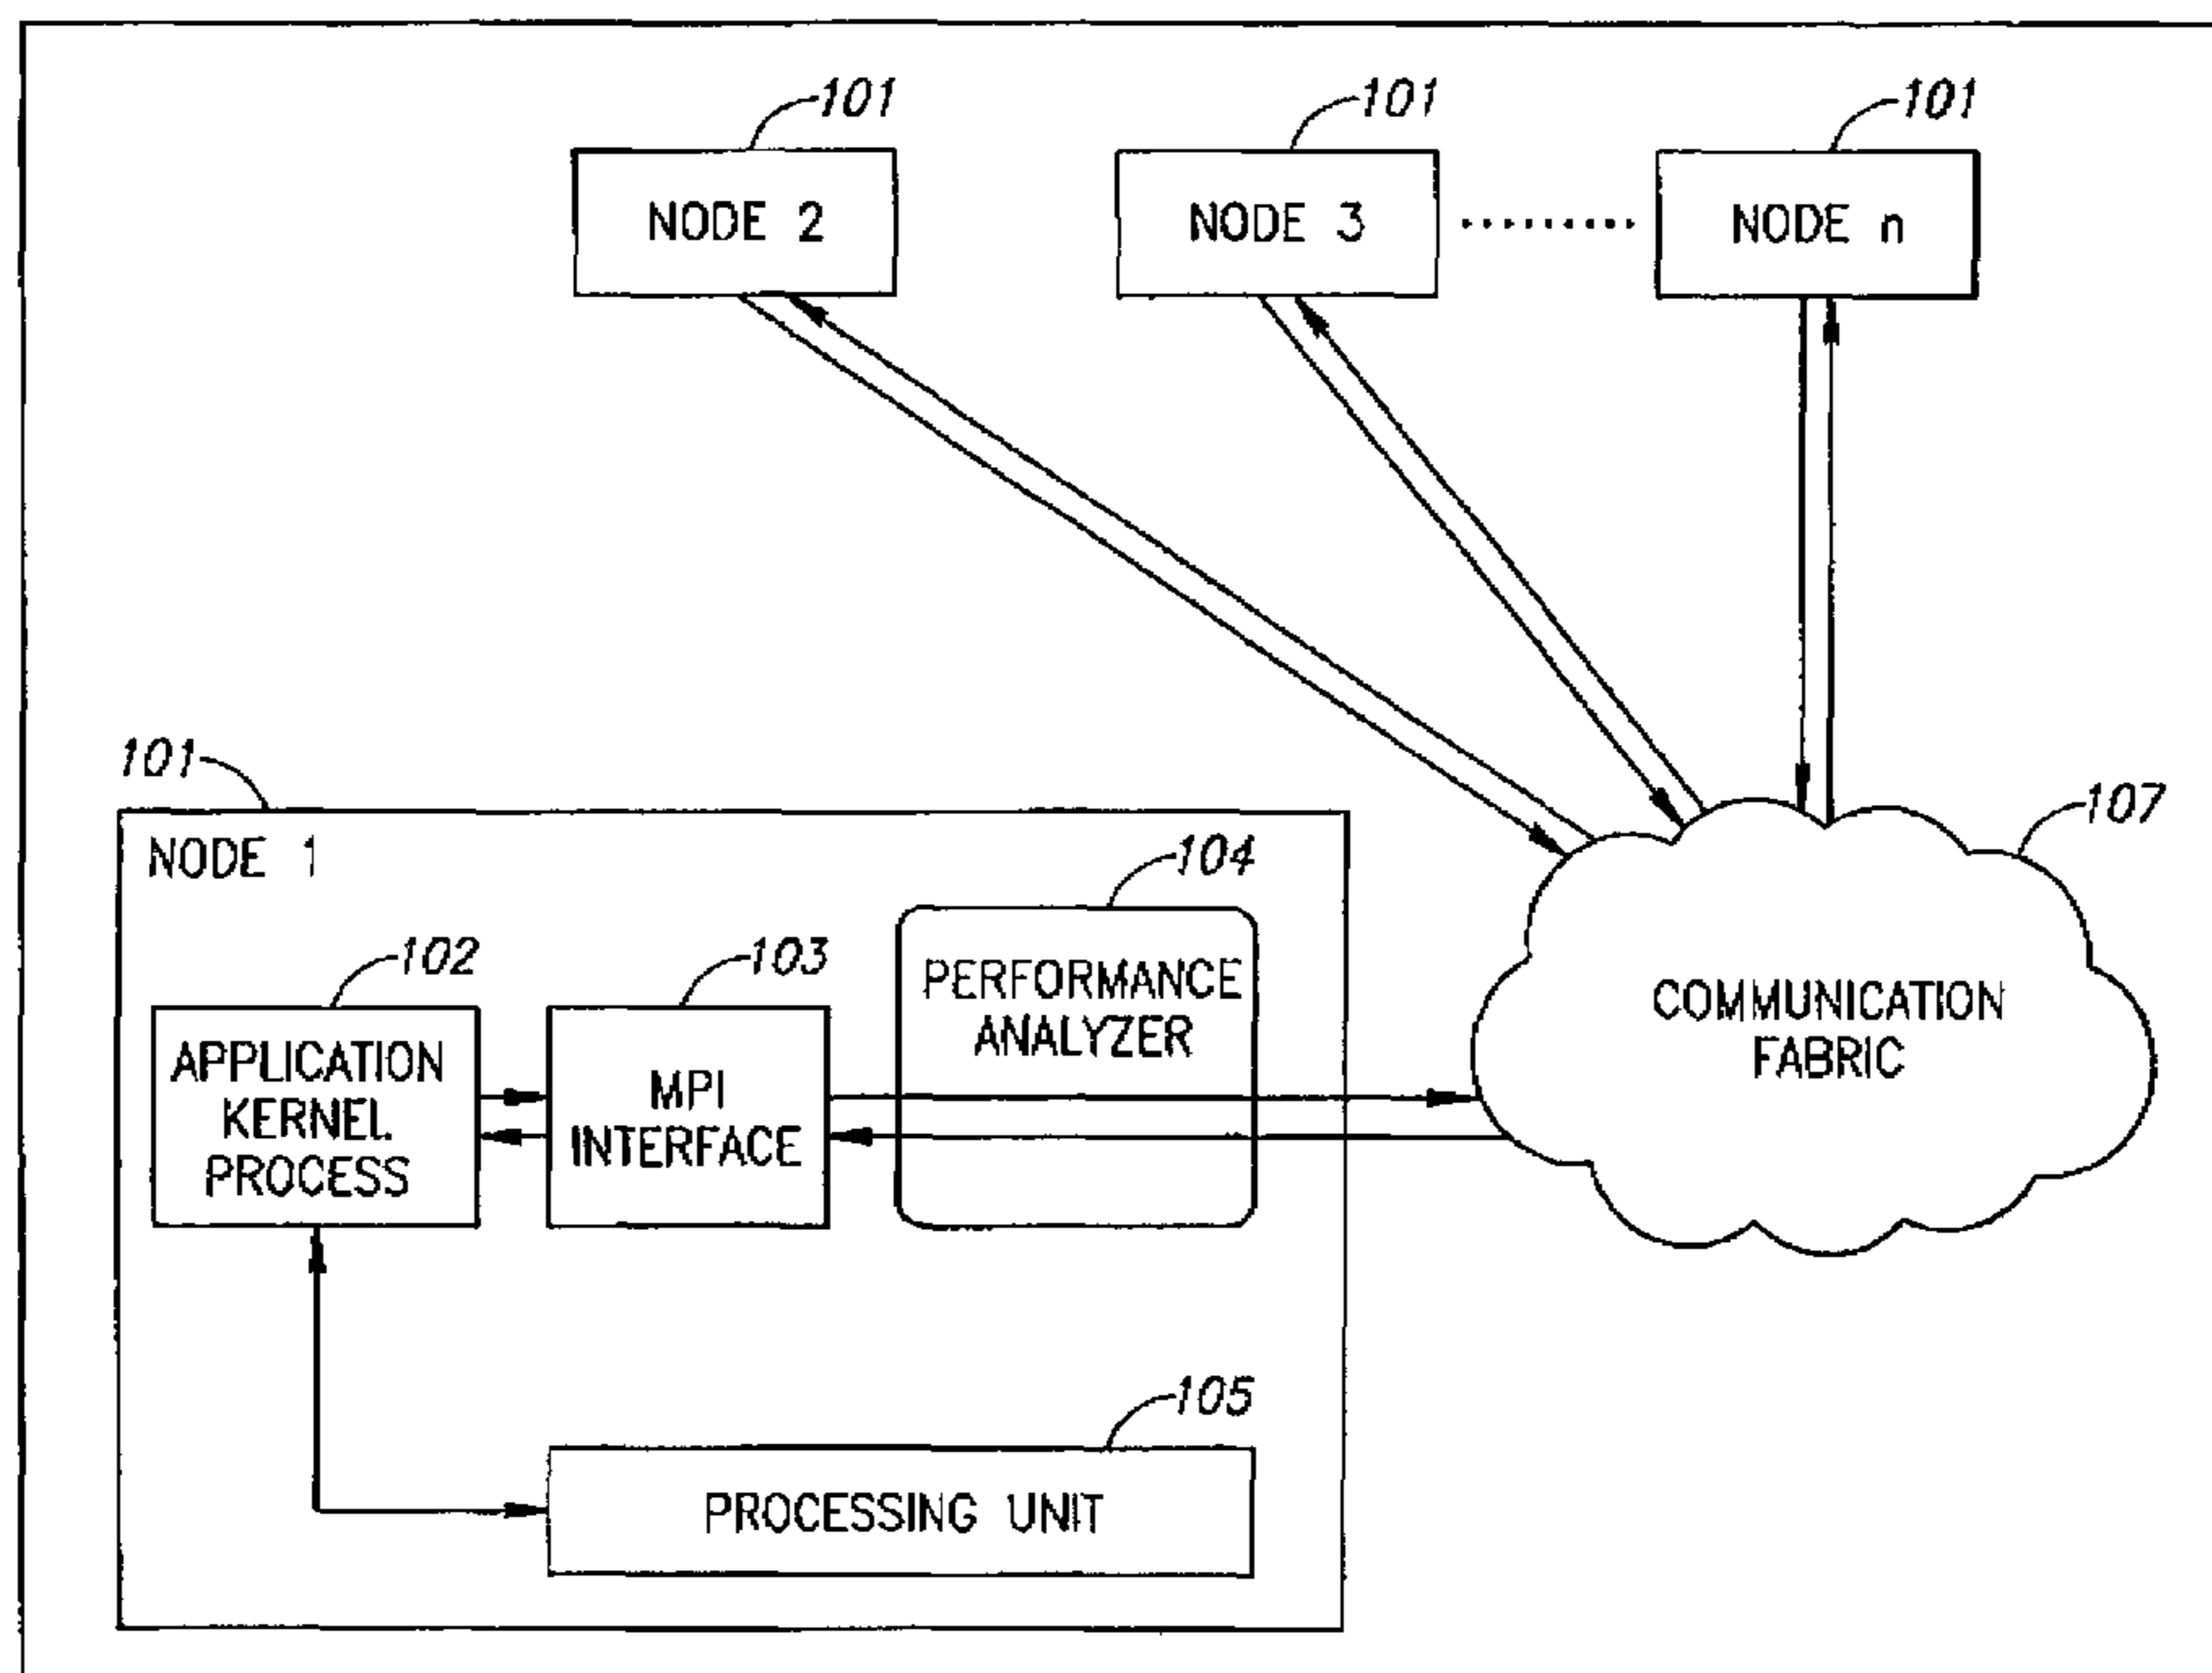 101
101
101
NODE 2
NODE 3
NODE n
101
107
NODE 1
104
102
103
PERFORMANCE
ANALYZER
COMMUNICATION
FABRIC
APPLICATION
KERNEL
PROCESS
MPI
INTERFACE
105
PROCESSING UNIT